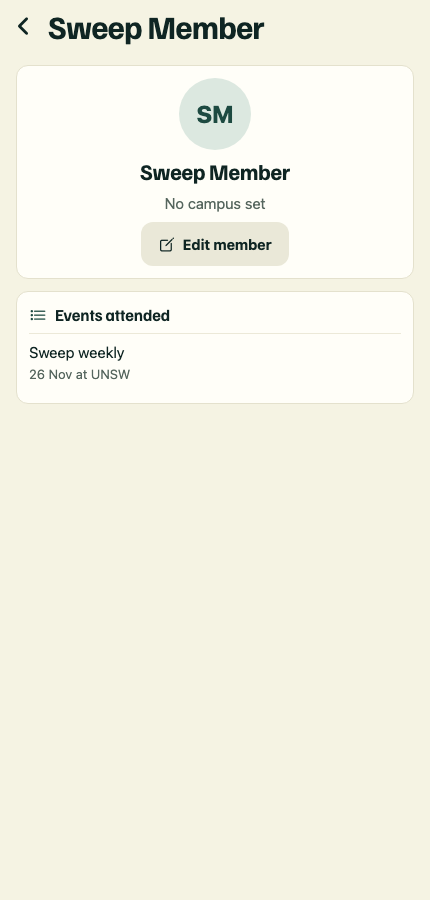 Sweep Member
SM
Sweep Member
No campus set
Edit member
Events attended
Sweep weekly
26 Nov at UNSW